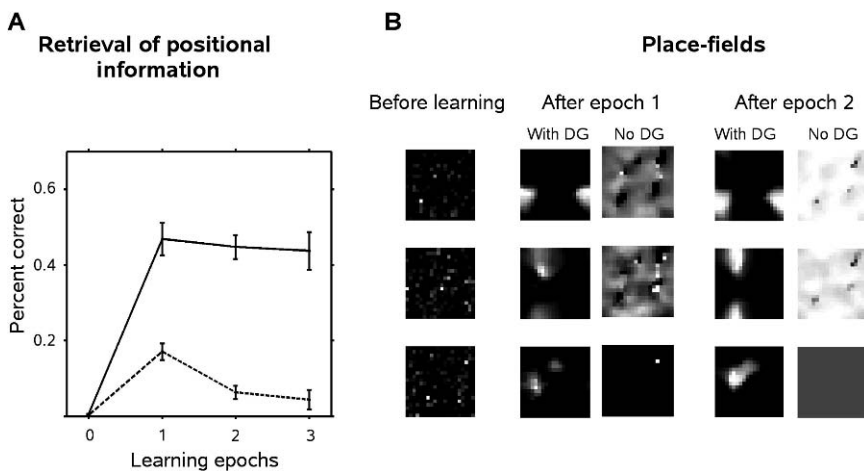 A
Retrieval of positional
information
Percent correct
0.6
0.4
0.2
0 1 2 3
Learning epochs
B
Place-fields
Before learning After epoch 1 After epoch 2
With DG No DG With DG No DG